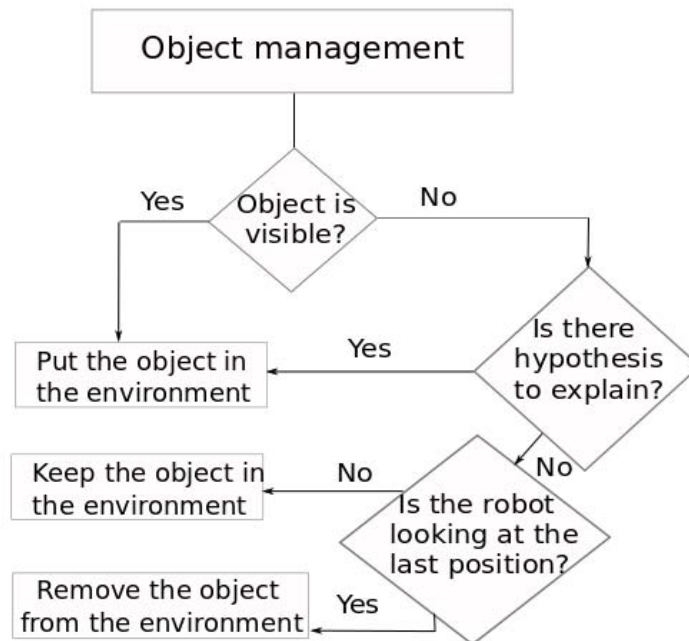 Object management
Yes
Object is
visible?
No
Is there
hypothesis
to explain?
Yes
Put the object in
the environment
No
Is the robot
looking at the
last position?
No
Keep the object in
the environment
Yes
Remove the object
from the environment